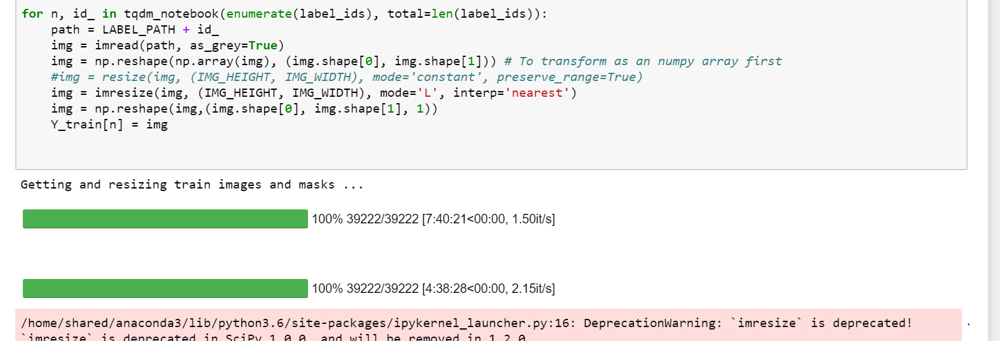 for n, id_ in tqdm_notebook(enumerate(label_ids), total=len(label_ids)):
    path = LABEL_PATH + id_
    img = imread(path, as_grey=True)
    img = np.reshape(np.array(img), (img.shape[0], img.shape[1])) # To transform as an numpy array first
    #img = resize(img, (IMG_HEIGHT, IMG_WIDTH), mode='constant', preserve_range=True)
    img = imresize(img, (IMG_HEIGHT, IMG_WIDTH), mode='L', interp='nearest')
    img = np.reshape(img,(img.shape[0], img.shape[1], 1))
    Y_train[n] = img
Getting and resizing train images and masks ...
100% 39222/39222 [7:40:21<00:00, 1.50it/s]
100% 39222/39222 [4:38:28<00:00, 2.15it/s]
/home/shared/anaconda3/lib/python3.6/site-packages/ipykernel_launcher.py:16: DeprecationWarning: `imresize` is deprecated!
`imresize` is deprecated in SciPy 1.0.0, and will be removed in 1.2.0.